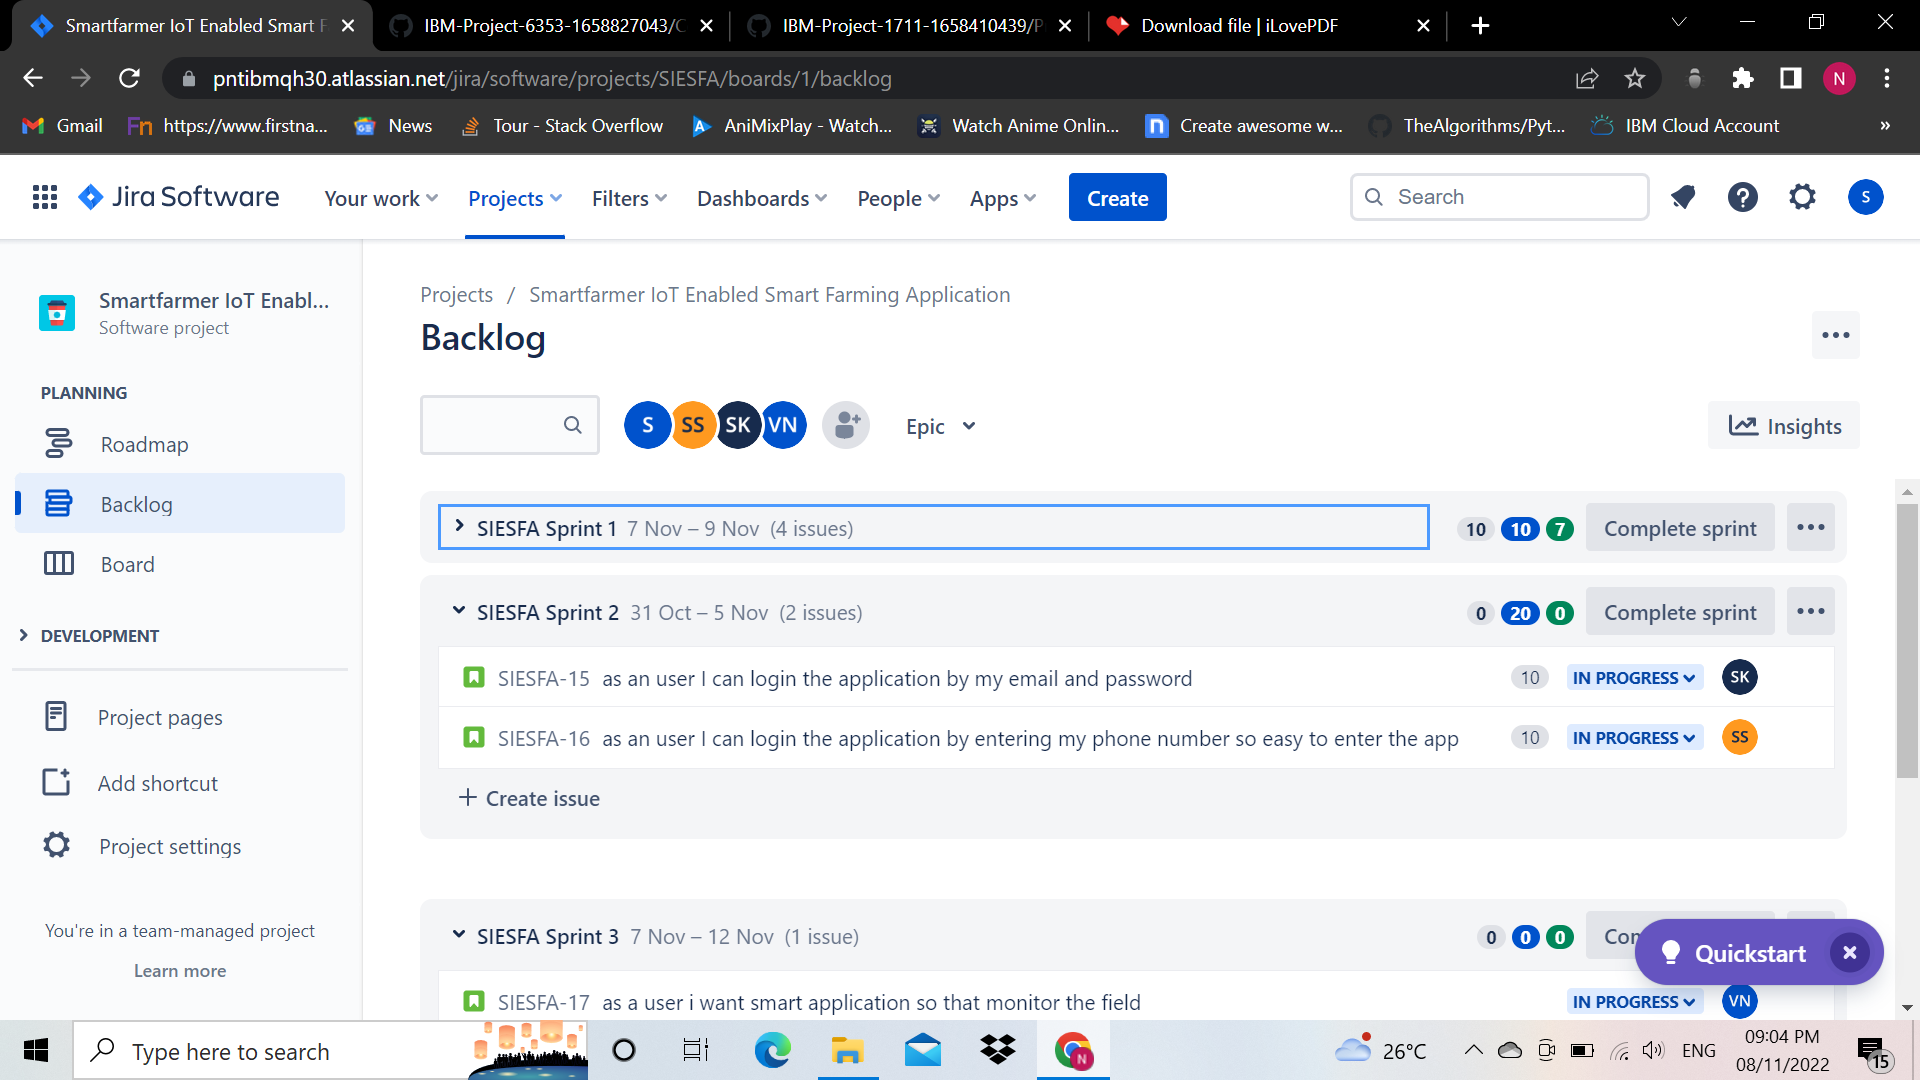 Smartfarmer IoT Enabled Smart F
IBM-Project-6353-1658827043/C
IBM-Project-1711-1658410439/P
Download file | iLovePDF
pntibmqh30.atlassian.net/jira/software/projects/SIESFA/boards/1/backlog
N
Gmail
Fn https://www.firstna...
News
Tour - Stack Overflow
AniMixPlay - Watch...
Watch Anime Onlin...
Create awesome w...
TheAlgorithms/Pyt...
IBM Cloud Account
»
Jira Software
Your work
Projects
Filters
Dashboards
People
Apps
Create
Search
S
Smartfarmer IoT Enabl...
Software project
PLANNING
Roadmap
Backlog
Board
DEVELOPMENT
Project pages
Add shortcut
Project settings
You're in a team-managed project
Learn more
Projects / Smartfarmer IoT Enabled Smart Farming Application
Backlog
S SS SK VN
Epic
Insights
SIESFA Sprint 1 7 Nov – 9 Nov (4 issues) 10 10 7 Complete sprint
SIESFA Sprint 2 31 Oct – 5 Nov (2 issues) 0 20 0 Complete sprint
SIESFA-15 as an user I can login the application by my email and password 10 IN PROGRESS SK
SIESFA-16 as an user I can login the application by entering my phone number so easy to enter the app 10 IN PROGRESS SS
+ Create issue
SIESFA Sprint 3 7 Nov – 12 Nov (1 issue) 0 0 0 Co
Quickstart
SIESFA-17 as a user i want smart application so that monitor the field IN PROGRESS VN
Type here to search
N
26°C
ENG
09:04 PM
08/11/2022
15